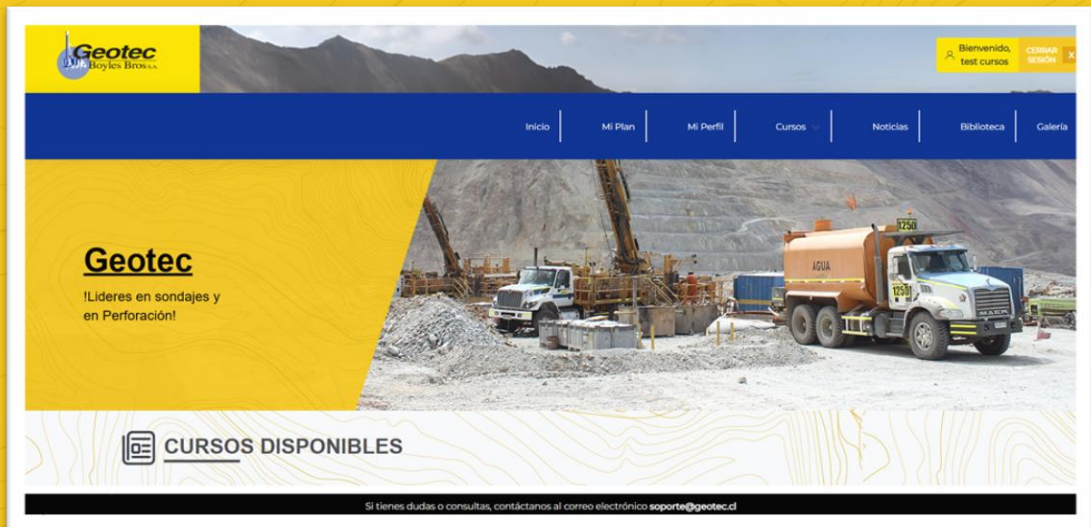 Geotec
Boyles Bros S.A.
Bienvenido,
test cursos
CERRAR
SESIÓN
X
Inicio
Mi Plan
Mi Perfil
Cursos
Noticias
Biblioteca
Galería
Geotec
!Lideres en sondajes y
en Perforación!
AGUA
1250
1250
MACK
CURSOS DISPONIBLES
Si tienes dudas o consultas, contáctanos al correo electrónico soporte@geotec.cl